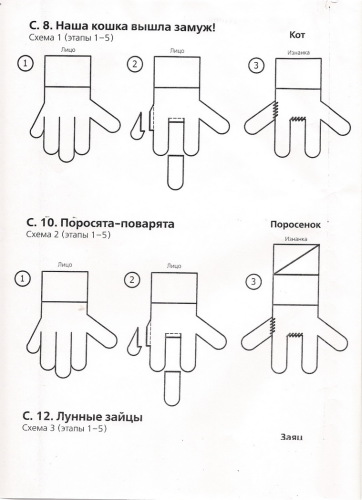 С. 8. Наша кошка вышла замуж!
Схема 1 (этапы 1–5)
Кот
Лицо
Лицо
Изнанка
1
2
3
С. 10. Поросята-поварята
Схема 2 (этапы 1–5)
Поросенок
Лицо
Лицо
Изнанка
1
2
3
С. 12. Лунные зайцы
Схема 3 (этапы 1–5)
Заяц